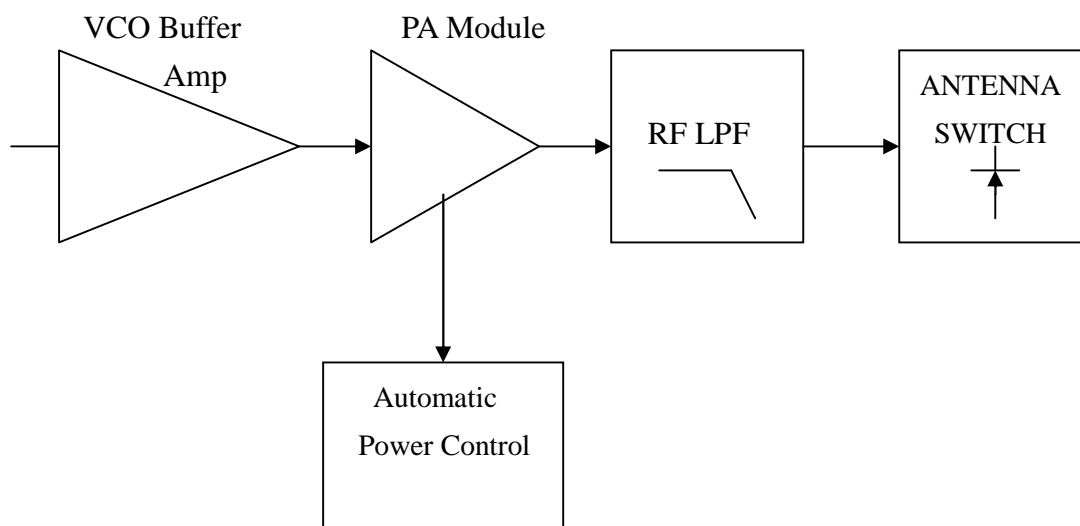 VCO Buffer
Amp
PA Module
RF LPF
ANTENNA
SWITCH
Automatic
Power Control